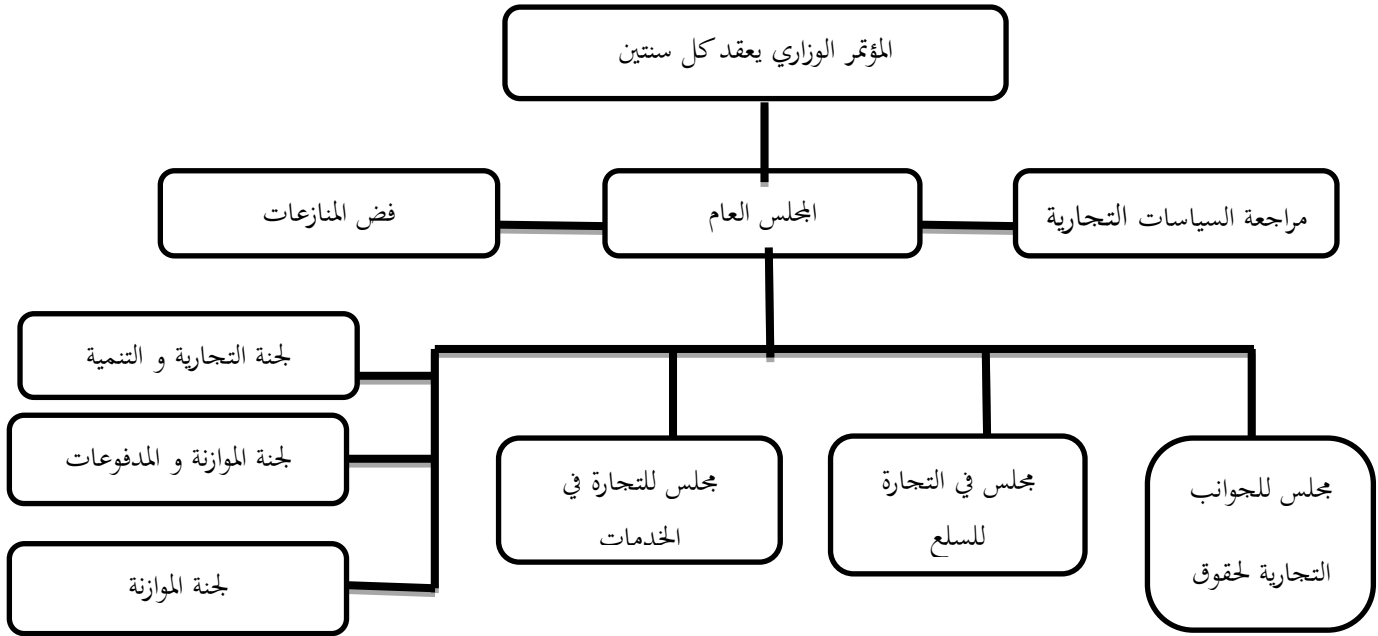 المؤتمر الوزاري يعقد كل سنتين
مراجعة السياسات التجارية
المجلس العام
فض المنازعات
مجلس للجوانب
التجارية لحقوق
مجلس في التجارة
للسلع
مجلس للتجارة في
الخدمات
لجنة التجارية و التنمية
لجنة الموازنة و المدفوعات
لجنة الموازنة